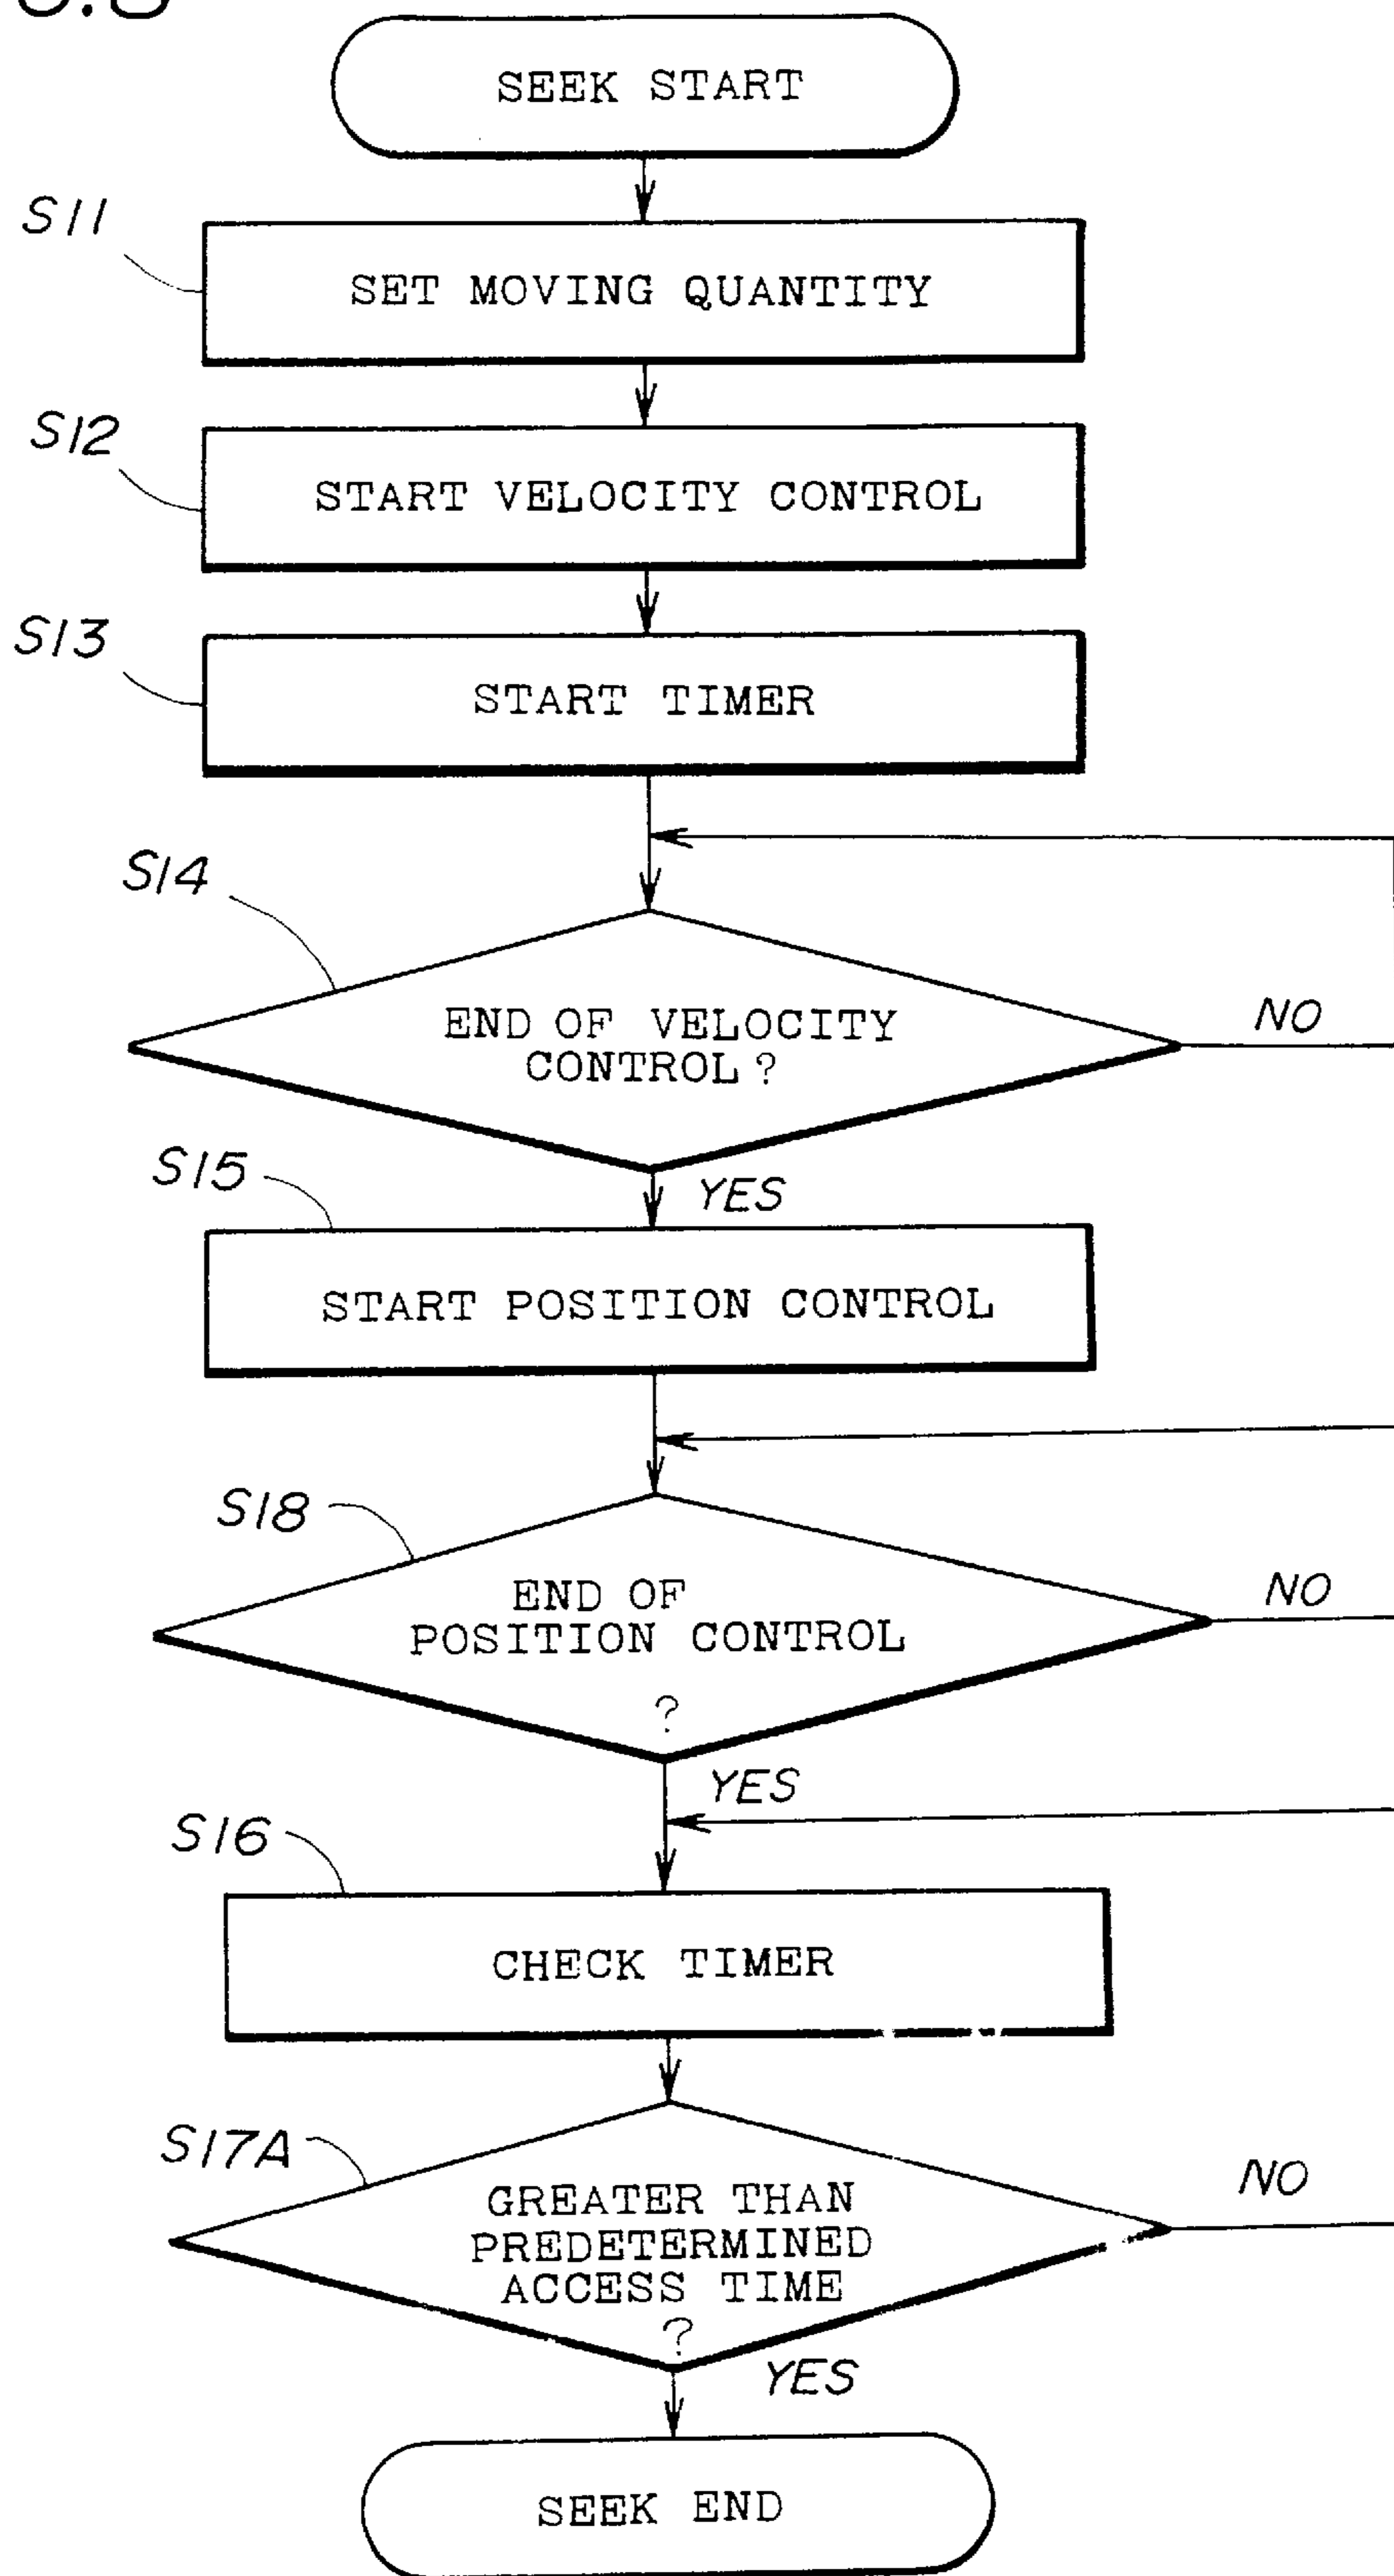 SEEK START
S11
SET MOVING QUANTITY
S12
START VELOCITY CONTROL
S13
START TIMER
S14
END OF VELOCITY
CONTROL?
NO
YES
S15
START POSITION CONTROL
S18
END OF
POSITION CONTROL
?
NO
YES
S16
CHECK TIMER
S17A
GREATER THAN
PREDETERMINED
ACCESS TIME
?
NO
YES
SEEK END